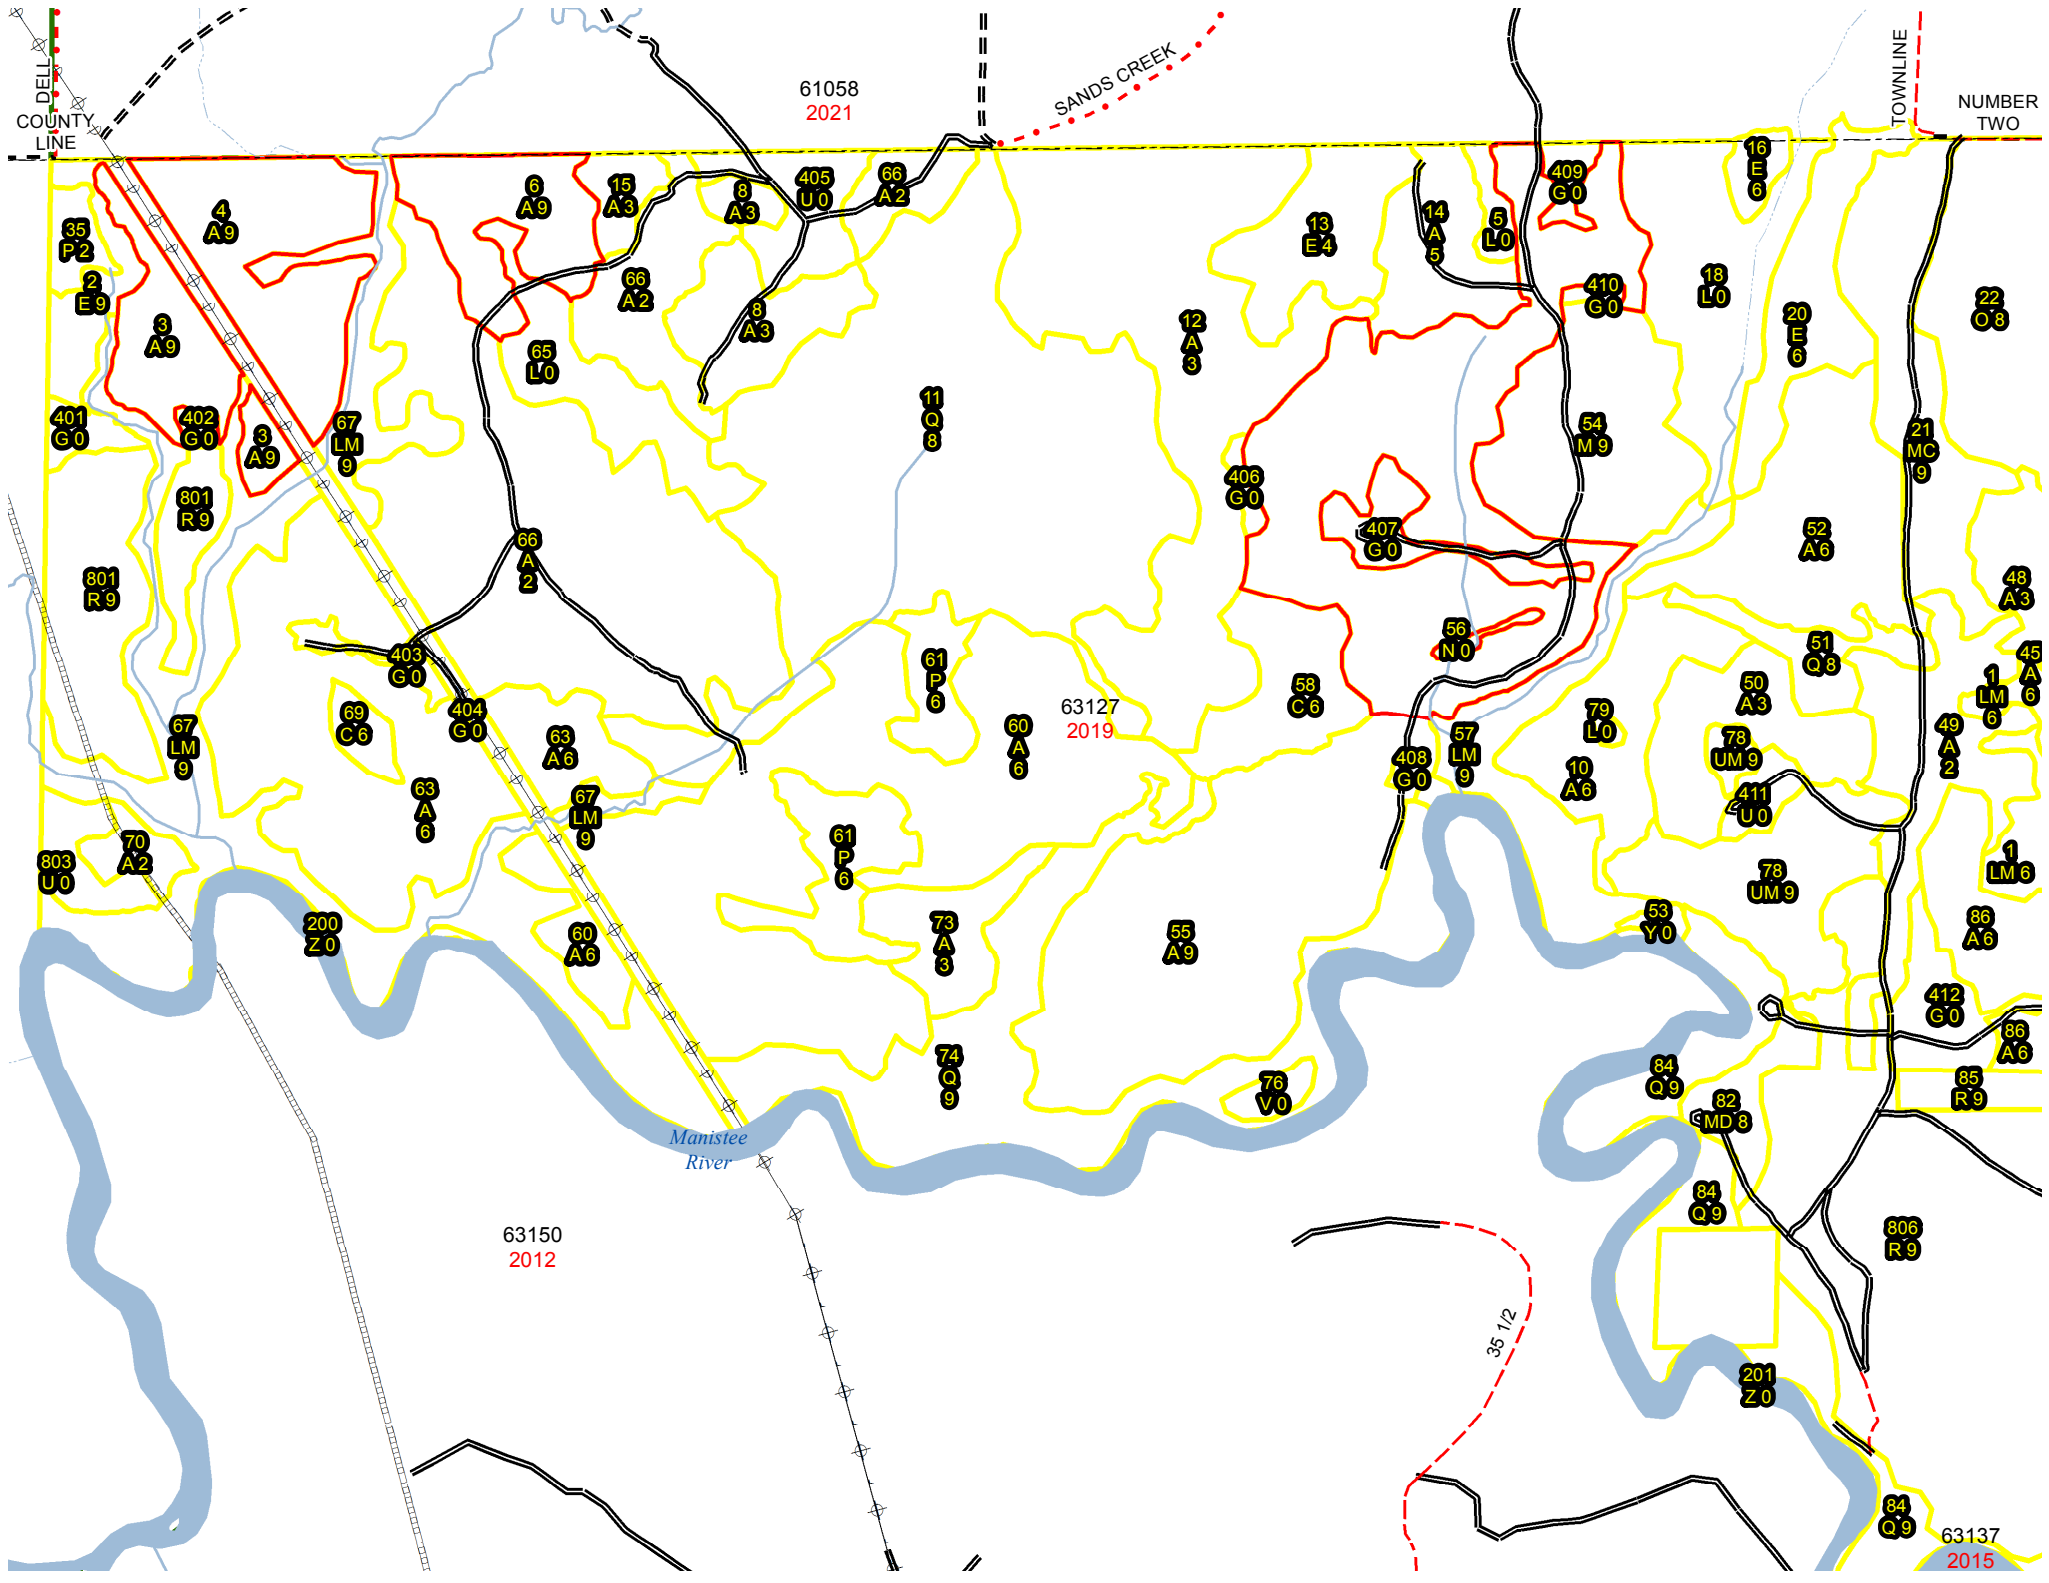 DELL
COUNTY
LINE
61058
2021
SANDS CREEK
TOWNLINE
NUMBER
TWO
4
A 9
6
A 9
15
A 3
8
A 3
405
U 0
66
A 2
13
E 4
14
A
5
5
L 0
409
G 0
16
E
6
35
P 2
2
E 9
3
A 9
66
A 2
8
A 3
65
L 0
12
A
3
410
G 0
18
L 0
20
E
6
22
O 8
401
G 0
402
G 0
3
A 9
67
LM
9
11
Q
8
54
M 9
21
MC
9
801
R 9
406
G 0
407
G 0
52
A 6
801
R 9
66
A
2
48
A 3
403
G 0
61
P
6
56
N 0
51
Q 8
45
A
6
69
C 6
404
G 0
63127
2019
58
C 6
50
A 3
1
LM
6
67
LM
9
63
A 6
60
A
6
57
LM
9
79
L 0
78
UM 9
49
A
2
63
A
6
67
LM
9
408
G 0
10
A 6
411
U 0
803
U 0
70
A 2
61
P
6
78
UM 9
1
LM 6
200
Z 0
60
A 6
73
A
3
55
A 9
53
Y 0
86
A 6
412
G 0
86
A 6
74
Q
9
76
V 0
84
Q 9
85
R 9
82
MD 8
Manistee
River
84
Q 9
63150
2012
806
R 9
35 1/2
201
Z 0
84
Q 9
63137
2015